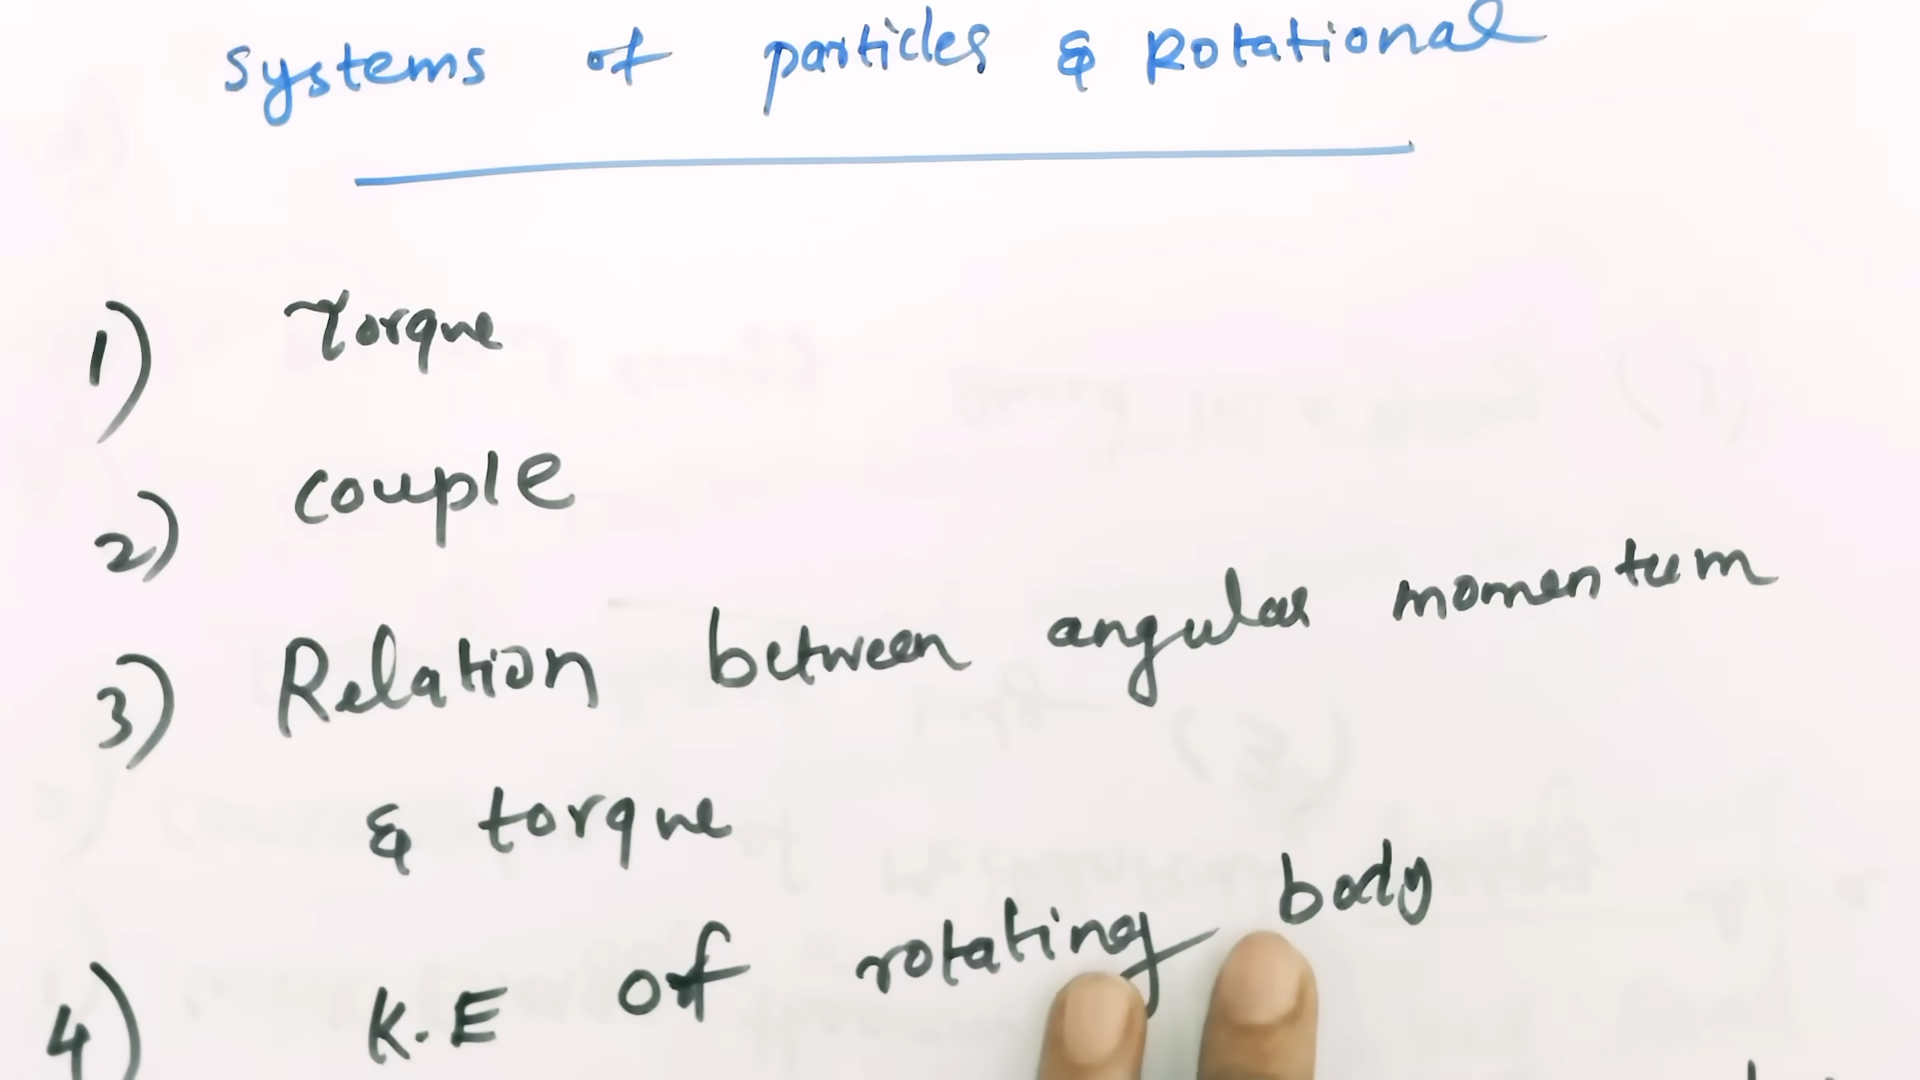 systems of particles & Rotational
1) Torque
2) couple
3) Relation between angular momentum
& torque
4) K.E of rotating body